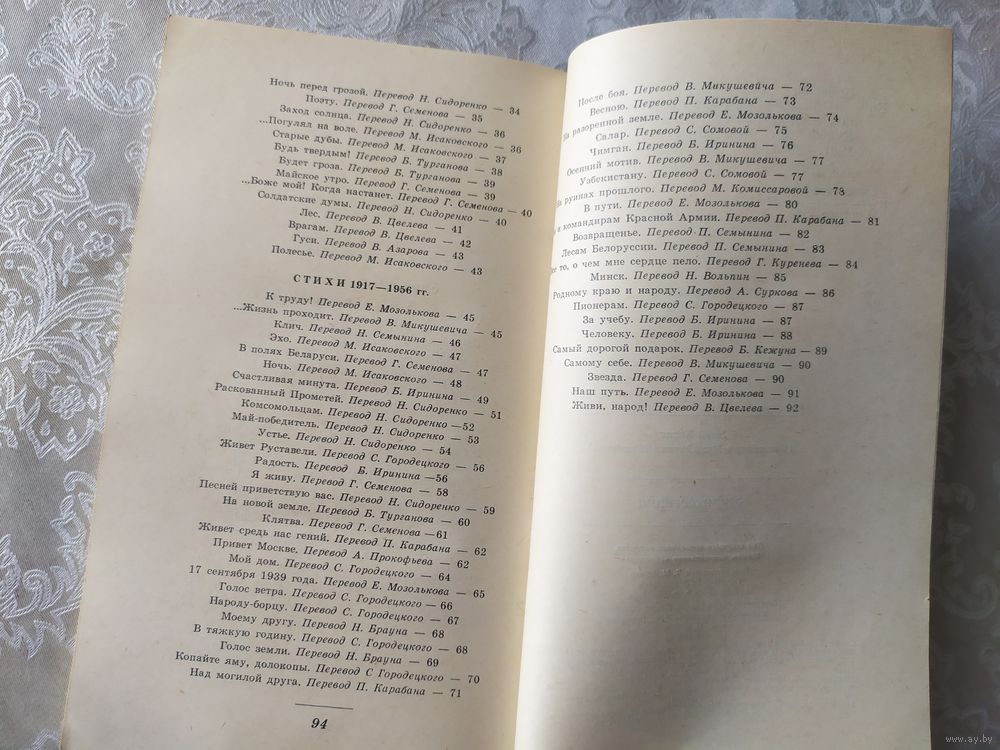 Ночь перед грозой. Перевод Н. Сидоренко — 34
Поэту. Перевод Г. Семенова — 35
Заход солнца. Перевод Н. Сидоренко — 36
...Погулял на воле. Перевод М. Исаковского — 36
Старые дубы. Перевод М. Исаковского — 37
Будь твердым! Перевод Б. Турганова — 38
Будет гроза. Перевод Б. Турганова — 39
Майское утро. Перевод Г. Семенова — 39
...Боже мой! Когда настанет. Перевод Г. Семенова — 40
Солдатские думы. Перевод Н. Сидоренко — 40
Лес. Перевод В. Цвелева — 41
Врагам. Перевод В. Цвелева — 42
Гуси. Перевод В. Азарова — 43
Полесье. Перевод М. Исаковского — 43
СТИХИ 1917—1956 гг.
К труду! Перевод Е. Мозолькова — 45
...Жизнь проходит. Перевод В. Микушевича — 45
Клич. Перевод Н. Семынина — 46
Эхо. Перевод М. Исаковского — 47
В полях Беларуси. Перевод Г. Семенова — 47
Ночь. Перевод М. Исаковского — 48
Счастливая минута. Перевод Б. Иринина — 49
Раскованный Прометей. Перевод Н. Сидоренко — 51
Комсомольцам. Перевод Н. Сидоренко —52
Май-победитель. Перевод Н. Сидоренко — 53
Устье. Перевод Н. Сидоренко — 54
Живет Руставели. Перевод С. Городецкого — 56
Радость. Перевод Б. Иринина —56
Я живу. Перевод Г. Семенова — 58
Песней приветствую вас. Перевод Н. Сидоренко — 59
На новой земле. Перевод Б. Турганова — 60
Клятва. Перевод Г. Семенова —61
Живет средь нас гений. Перевод П. Карабана — 62
Привет Москве. Перевод А. Прокофьева — 62
Мой дом. Перевод С. Городецкого — 64
17 сентября 1939 года. Перевод Е. Мозолькова — 65
Голос ветра. Перевод С. Городецкого — 66
Народу-борцу. Перевод С. Городецкого — 67
Моему другу. Перевод Н. Брауна — 68
В тяжкую годину. Перевод С. Городецкого — 68
Голос земли. Перевод Н. Брауна — 69
Копайте яму, долокопы. Перевод С Городецкого — 70
Над могилой друга. Перевод П. Карабана — 71
94
После боя. Перевод В. Микушевича — 72
Весною. Перевод П. Карабана — 73
На разоренной земле. Перевод Е. Мозолькова — 74
Салар. Перевод С. Сомовой — 75
Чимган. Перевод Б. Иринина — 76
Осенний мотив. Перевод В. Микушевича — 77
Узбекистану. Перевод С. Сомовой — 77
На руинах прошлого. Перевод М. Комиссаровой — 78
В пути. Перевод Е. Мозолькова — 80
и командирам Красной Армии. Перевод П. Карабана — 81
Возвращенье. Перевод П. Семынина — 82
Лесам Белоруссии. Перевод П. Семынина — 83
то, о чем мне сердце пело. Перевод Г. Куренева — 84
Минск. Перевод Н. Вольпин — 85
Родному краю и народу. Перевод А. Суркова — 86
Пионерам. Перевод С. Городецкого — 87
За учебу. Перевод Б. Иринина — 87
Человеку. Перевод Б. Иринина — 88
Самый дорогой подарок. Перевод Б. Кежуна — 89
Самому себе. Перевод В. Микушевича — 90
Звезда. Перевод Г. Семенова — 90
Наш путь. Перевод Е. Мозолькова — 91
Живи, народ! Перевод В. Цвелева — 92
www.ay.by